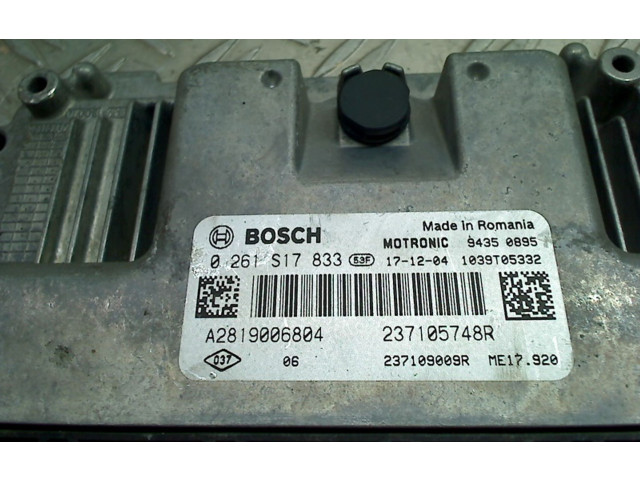 BOSCH
Made in Romania
MOTRONIC 9435 0895
0 261 S17 833 53F 17-12-04 1039T05332
A2819006804 237105748R
037 06 237109009R ME17.920